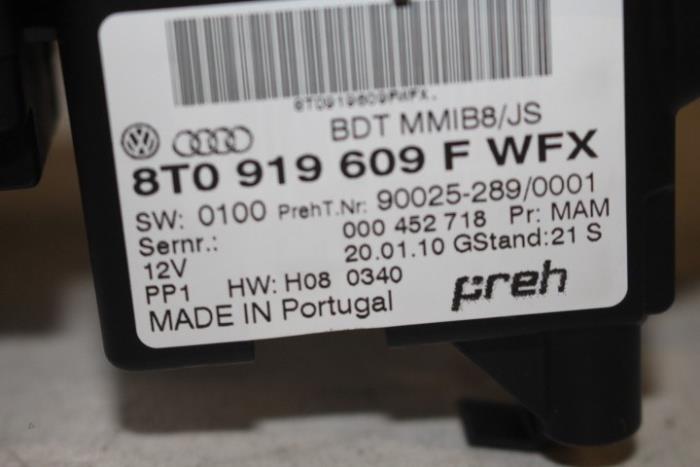 8T0919609FWFX.
BDT MMIB8/JS
8T0 919 609 F WFX
SW: 0100 PrehT.Nr: 90025-289/0001
Sernr.: 000 452 718 Pr: MAM
12V 20.01.10 GStand: 21 S
PP1 HW: H08 0340
MADE IN Portugal preh